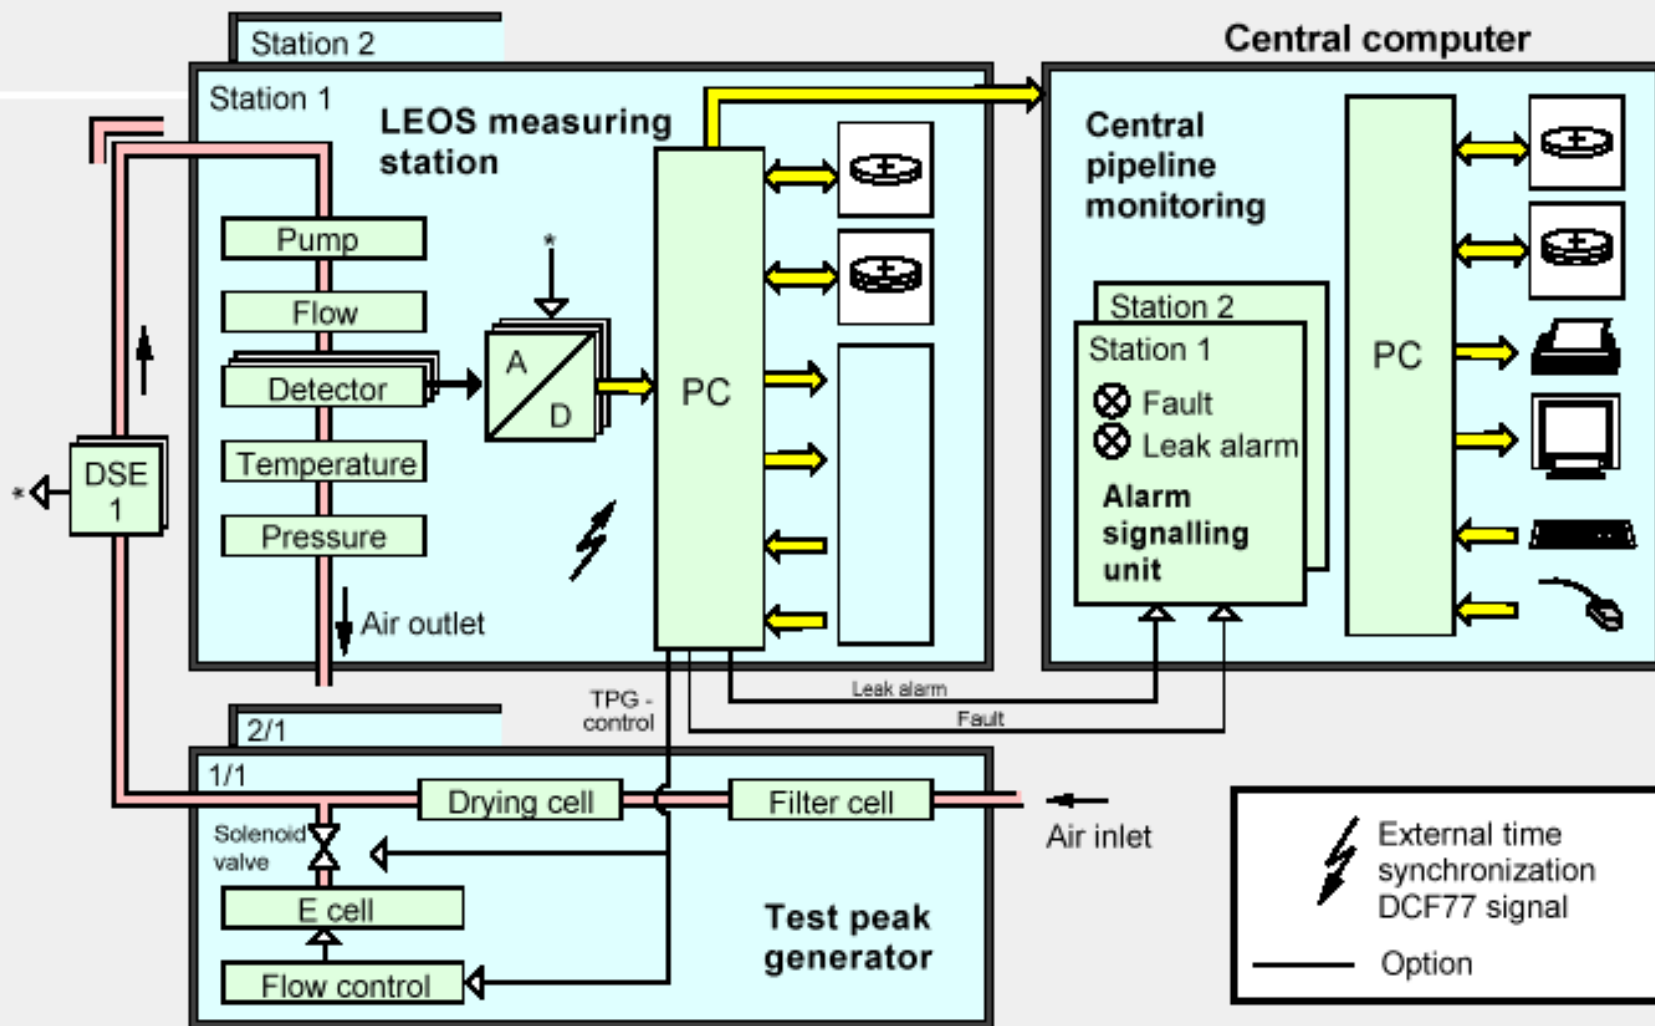 Station 2
Central computer
Station 1
LEOS measuring
station
Pump
Flow
Detector
Temperature
Pressure
Air outlet
*
A
D
PC
DSE
1
*
Central
pipeline
monitoring
Station 2
Station 1
Fault
Leak alarm
Alarm
signalling
unit
PC
TPG -
control
Leak alarm
Fault
2/1
1/1
Drying cell
Filter cell
Air inlet
Solenoid
valve
E cell
Flow control
Test peak
generator
External time
synchronization
DCF77 signal
Option